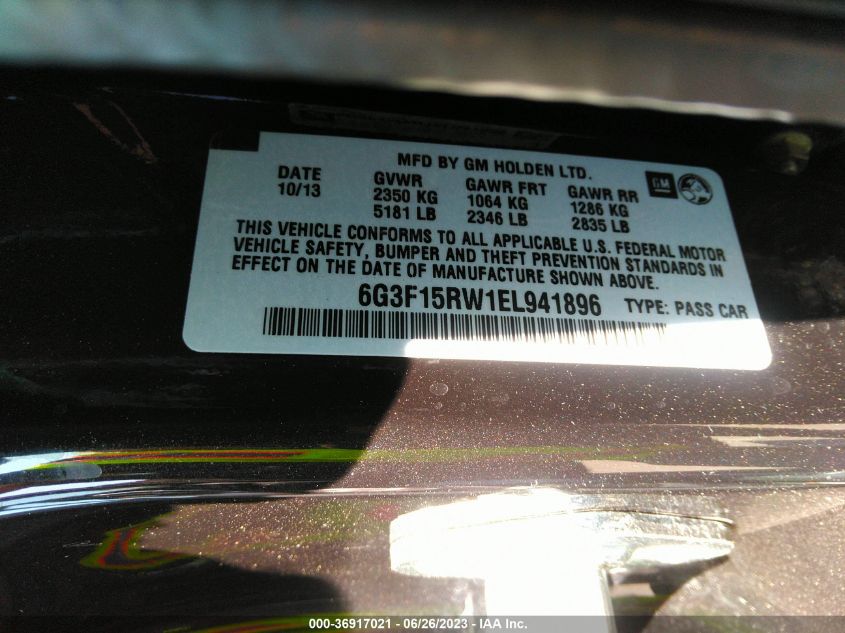 MFD BY GM HOLDEN LTD.
DATE GVWR GAWR FRT GAWR RR
10/13 2350 KG 1064 KG 1286 KG
5181 LB 2346 LB 2835 LB
GM
THIS VEHICLE CONFORMS TO ALL APPLICABLE U.S. FEDERAL MOTOR
VEHICLE SAFETY, BUMPER AND THEFT PREVENTION STANDARDS IN
EFFECT ON THE DATE OF MANUFACTURE SHOWN ABOVE.
6G3F15RW1EL941896 TYPE: PASS CAR
000-36917021 - 06/26/2023 - IAA Inc.